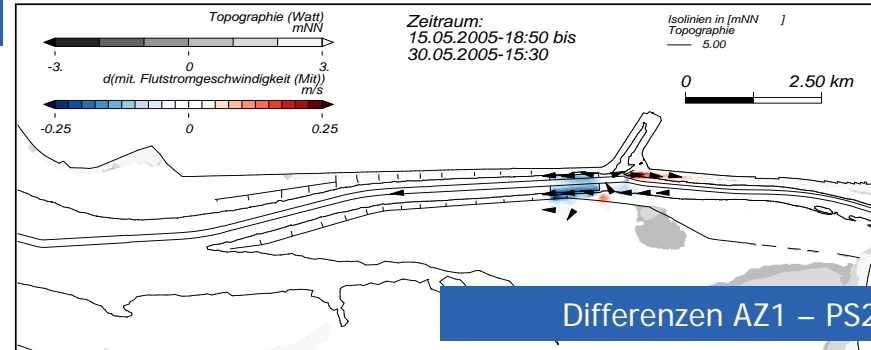 Topographie (Watt)
mNN
-3. 0 3.
d(mit. Flutstromgeschwindigkeit (Mit))
m/s
-0.25 0 0.25
Zeitraum:
15.05.2005-18:50 bis
30.05.2005-15:30
Isolinien in [mNN ]
Topographie
5.00
0 2.50 km
Differenzen AZ1 – PS2